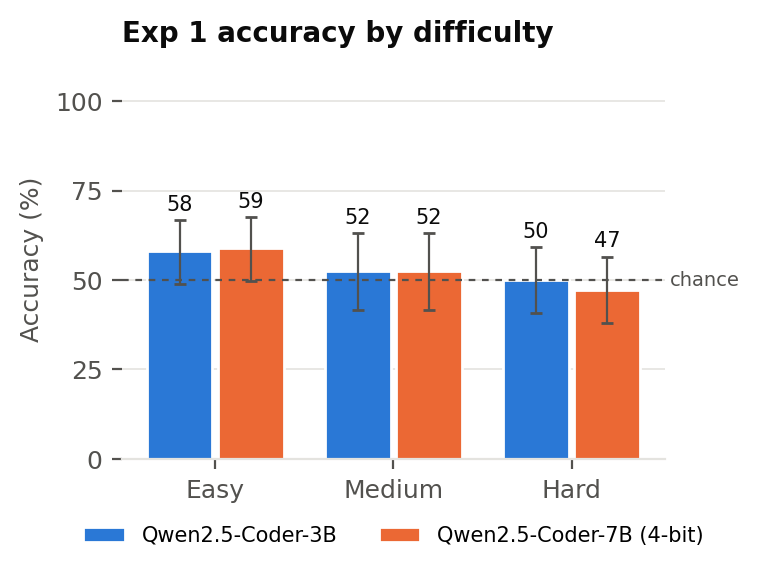 Exp 1 accuracy by difficulty
Accuracy (%)
100
75
50
25
0
58
59
52
52
50
47
chance
Easy
Medium
Hard
Qwen2.5-Coder-3B
Qwen2.5-Coder-7B (4-bit)